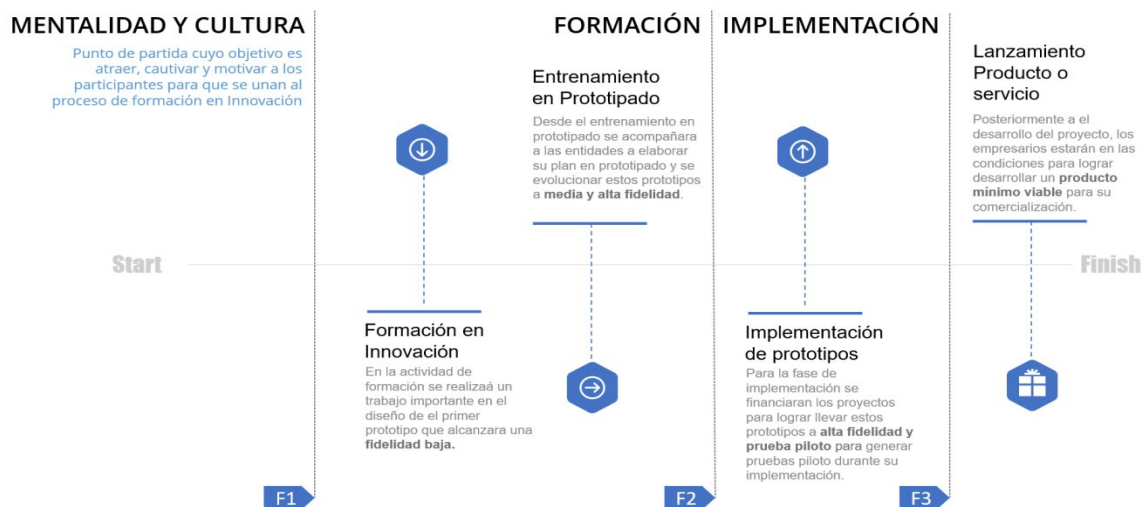 MENTALIDAD Y CULTURA
Punto de partida cuyo objetivo es
atraer, cautivar y motivar a los
participantes para que se unan al
proceso de formación en Innovación
FORMACIÓN
IMPLEMENTACIÓN
Entrenamiento
en Prototipado
Desde el entrenamiento en
prototipado se acompañara
a las entidades a elaborar
su plan en prototipado y se
evolucionar estos prototipos
a media y alta fidelidad.
Lanzamiento
Producto o
servicio
Posteriormente a el
desarrollo del proyecto, los
empresarios estarán en las
condiciones para lograr
desarrollar un producto
mínimo viable para su
comercialización.
Start
Finish
Formación en
Innovación
En la actividad de
formación se realizaá un
trabajo importante en el
diseño de el primer
prototipo que alcanzara una
fidelidad baja.
Implementación
de prototipos
Para la fase de
implementación se
financiaran los proyectos
para lograr llevar estos
prototipos a alta fidelidad y
prueba piloto para generar
pruebas piloto durante su
implementación.
F1
F2
F3